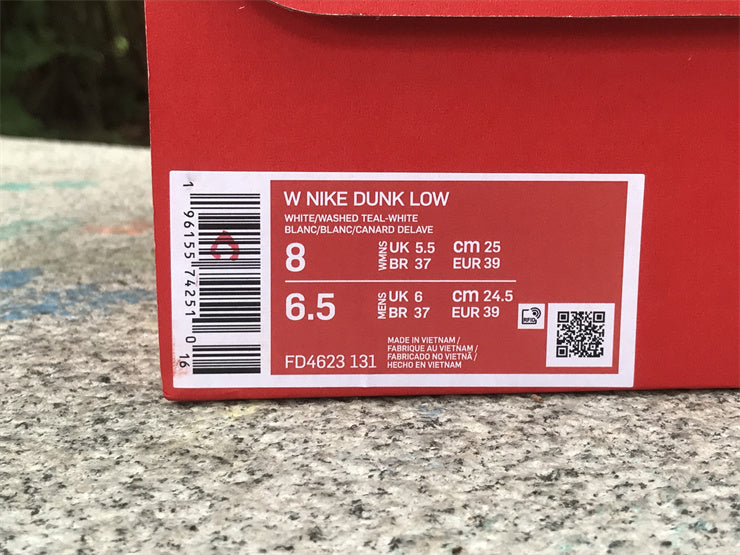 W NIKE DUNK LOW
WHITE/WASHED TEAL-WHITE
BLANC/BLANC/CANARD DELAVE
8 WMNS UK 5.5 cm 25
BR 37 EUR 39
6.5 MENS UK 6 cm 24.5
BR 37 EUR 39
RFID
MADE IN VIETNAM /
FABRIQUE AU VIETNAM /
FABRICADO NO VIETNÃ /
HECHO EN VIETNAM
FD4623 131
1 96155 74251 0 16
C